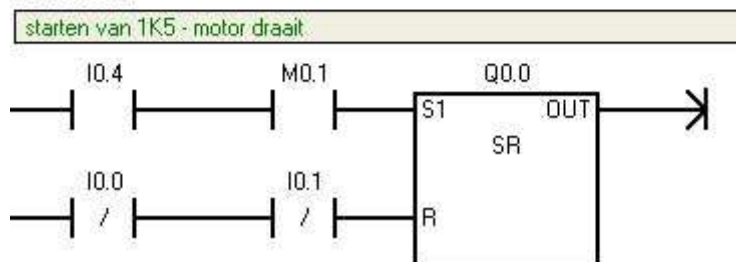 starten van 1K5 - motor draait
I0.4 M0.1 Q0.0
S1 OUT
SR
I0.0 I0.1
/ / R